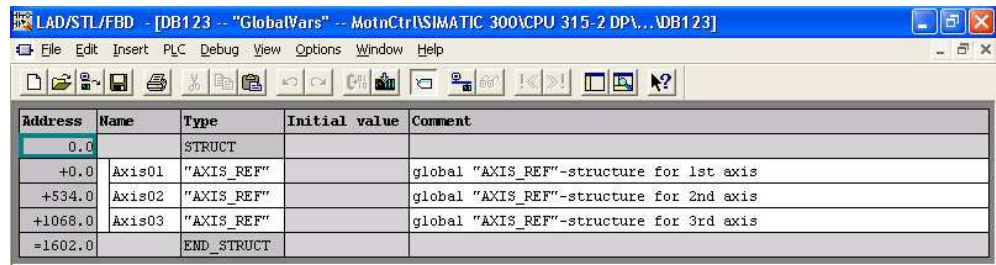 LAD/STL/FBD - [DB123 -- "GlobalVars" -- MotnCtrl\SIMATIC 300\CPU 315-2 DP\...\DB123]
File Edit Insert PLC Debug View Options Window Help
Address Name Type Initial value Comment
0.0 STRUCT
+0.0 Axis01 "AXIS_REF" global "AXIS_REF"-structure for 1st axis
+534.0 Axis02 "AXIS_REF" global "AXIS_REF"-structure for 2nd axis
+1068.0 Axis03 "AXIS_REF" global "AXIS_REF"-structure for 3rd axis
=1602.0 END_STRUCT